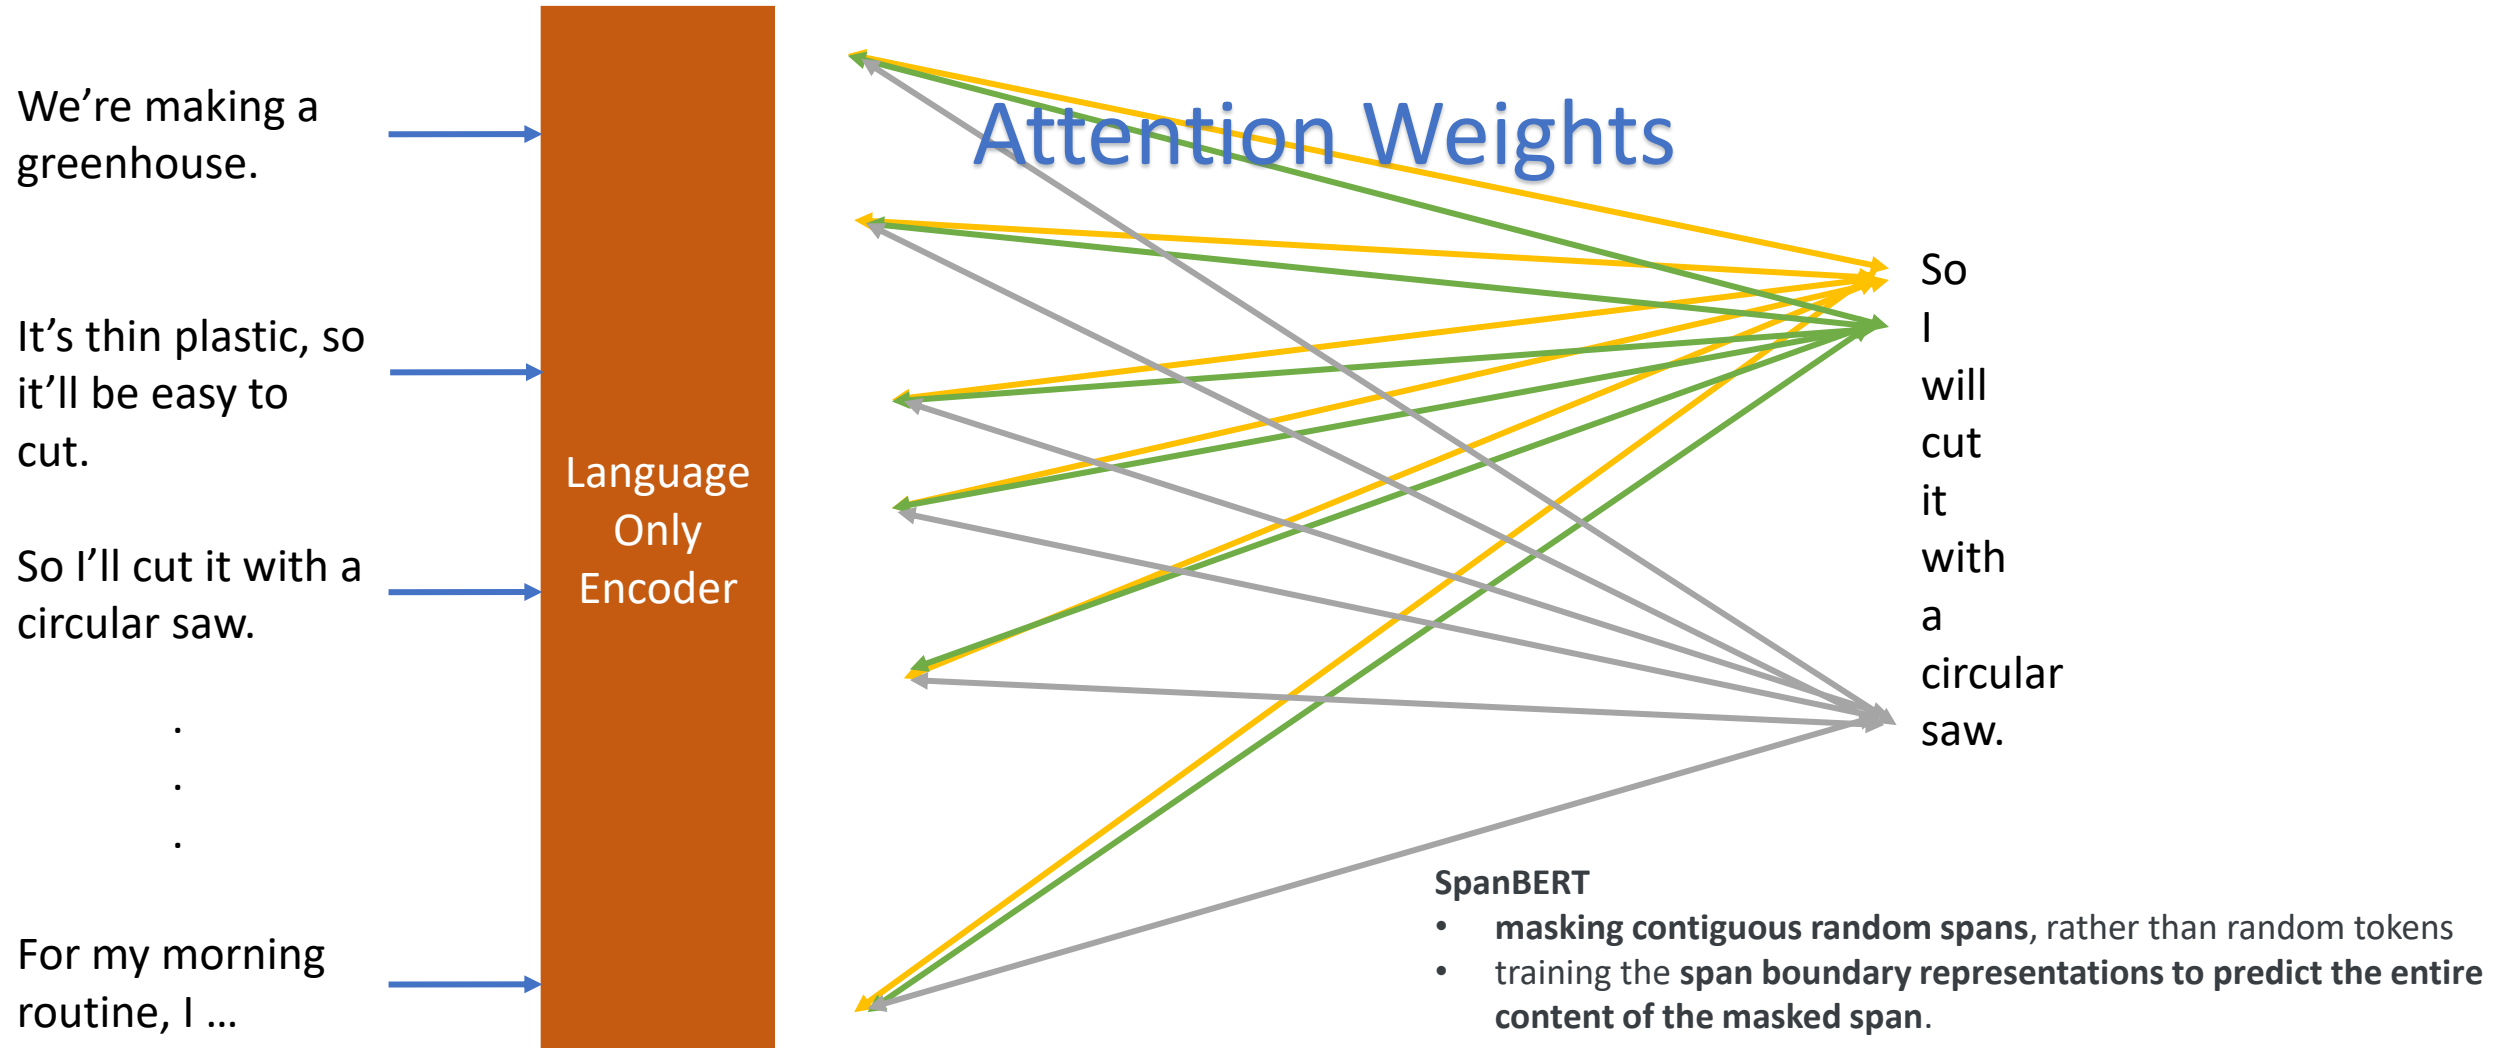 Attention Weights
We’re making a
greenhouse.
It’s thin plastic, so
it’ll be easy to
cut.
So I’ll cut it with a
circular saw.
.
.
.
For my morning
routine, I …
Language
Only
Encoder
So
I
will
cut
it
with
a
circular
saw.
SpanBERT
• masking contiguous random spans, rather than random tokens
• training the span boundary representations to predict the entire
content of the masked span.